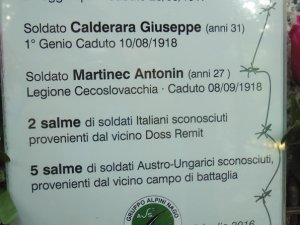 Soldato Calderara Giuseppe (anni 31)
1° Genio Caduto 10/08/1918
Soldato Martinec Antonin (anni 27 )
Legione Cecoslovacchia - Caduto 08/09/1918
2 salme di soldati Italiani sconosciuti
provenienti dal vicino Doss Remit
5 salme di soldati Austro-Ungarici sconosciuti,
provenienti dal vicino campo di battaglia
GRUPPO ALPINI NAGO
2016